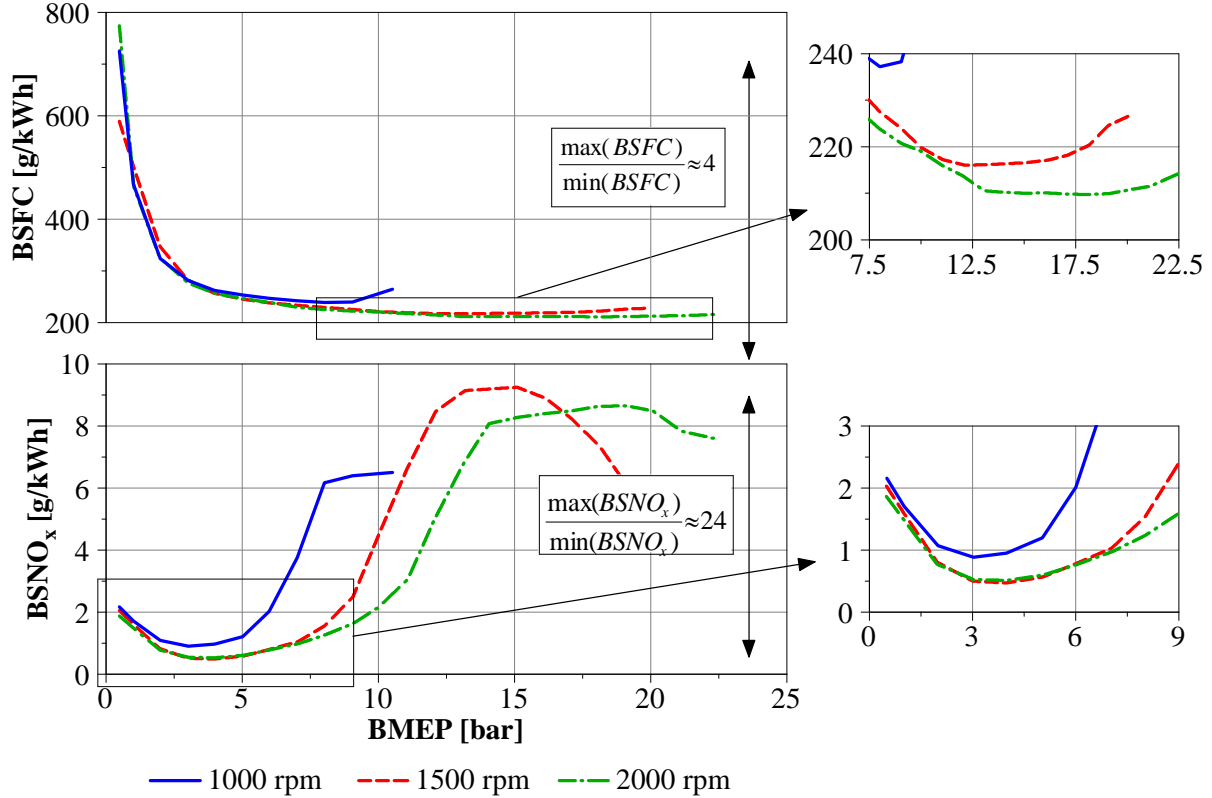 800
600
400
200
BSFC [g/kWh]
max(BSFC)
min(BSFC)
≈4
240
220
200
7.5 12.5 17.5 22.5
10
8
6
4
2
0
BSNOx [g/kWh]
max(BSNOx)
min(BSNOx)
≈24
0 5 10 15 20 25
BMEP [bar]
3
2
1
0
0 3 6 9
1000 rpm 1500 rpm 2000 rpm